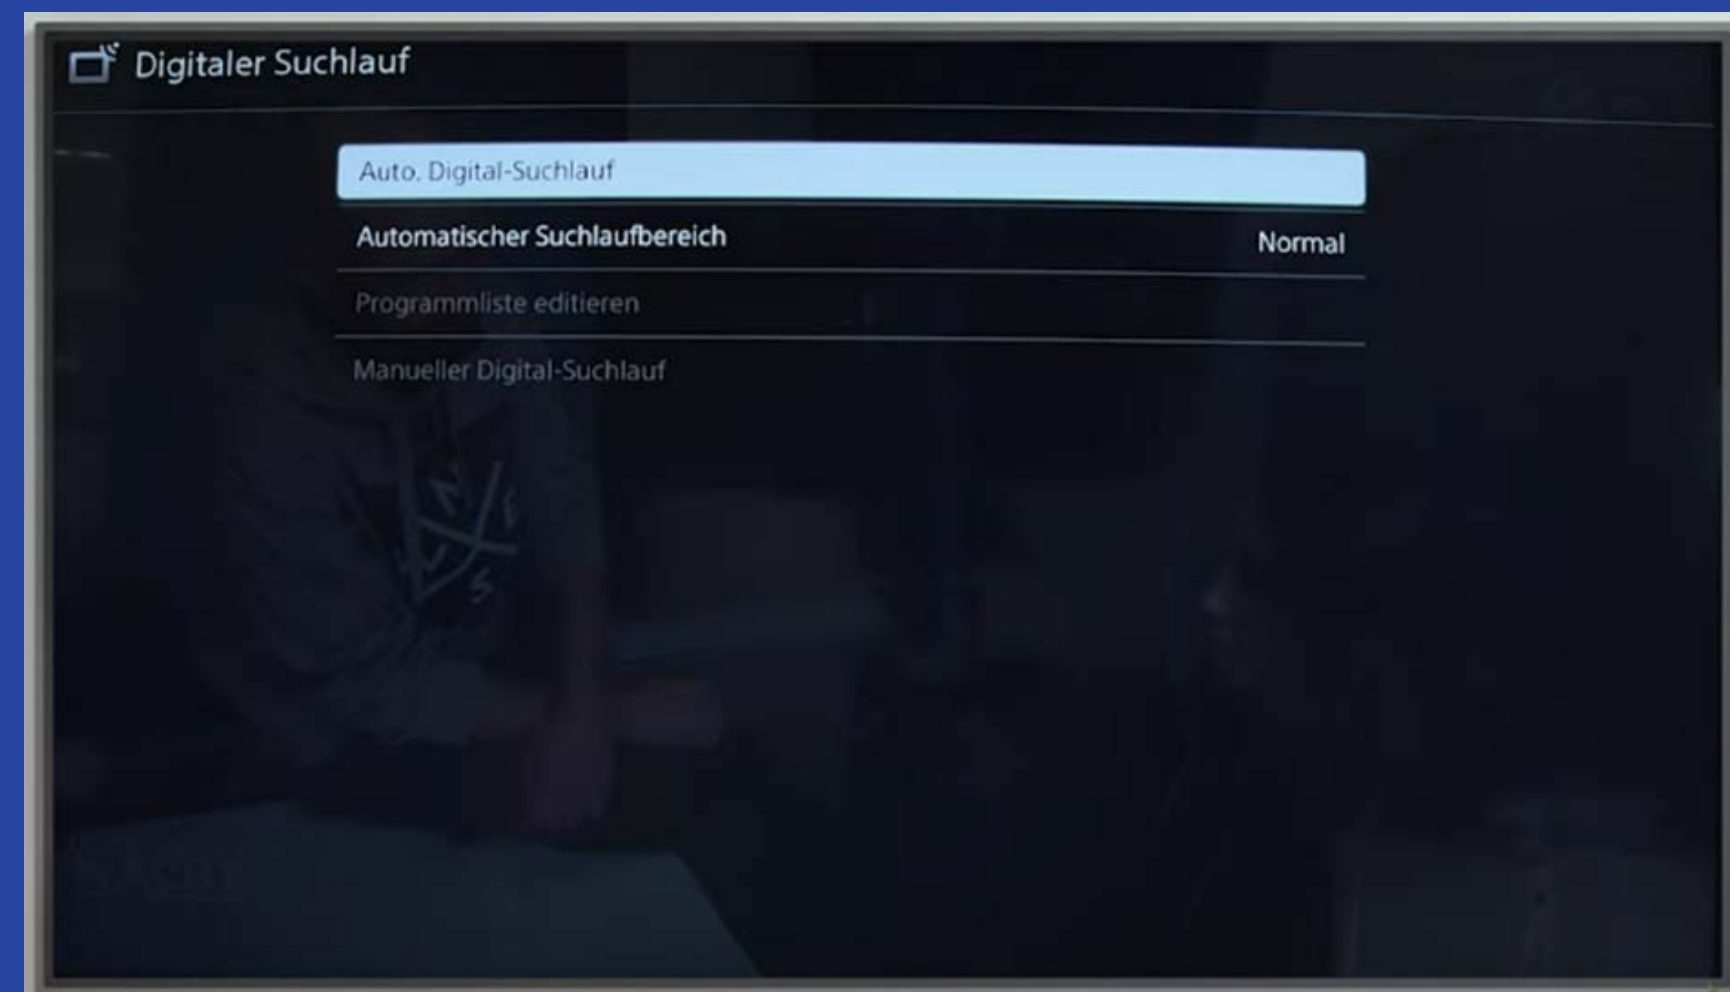 Digitaler Suchlauf
Auto. Digital-Suchlauf
Automatischer Suchlaufbereich Normal
Programmliste editieren
Manueller Digital-Suchlauf